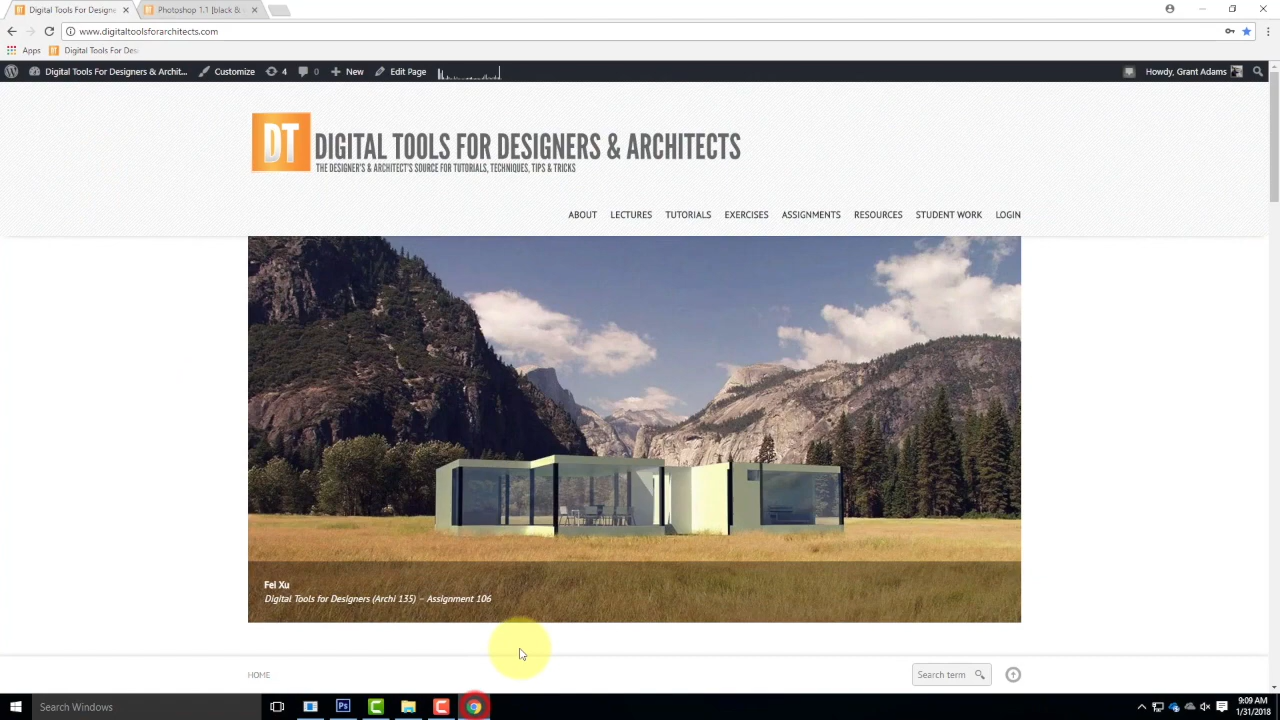 Digital Tools For Designe
Photoshop 1.1 [black &
www.digitaltoolsforarchitects.com
Apps
Digital Tools For Des
Digital Tools For Designers & Archit...
Customize
4
0
New
Edit Page
Howdy, Grant Adams
DT
DIGITAL TOOLS FOR DESIGNERS & ARCHITECTS
THE DESIGNER'S & ARCHITECT'S SOURCE FOR TUTORIALS, TECHNIQUES, TIPS & TRICKS
ABOUT LECTURES TUTORIALS EXERCISES ASSIGNMENTS RESOURCES STUDENT WORK LOGIN
Fei Xu
Digital Tools for Designers (Archi 135) – Assignment 106
HOME
Search term
Search Windows
Ps
9:09 AM
1/31/2018